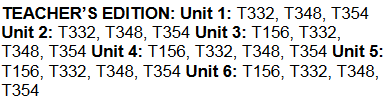 TEACHER’S EDITION: Unit 1: T332, T348, T354
Unit 2: T332, T348, T354 Unit 3: T156, T332,
T348, T354 Unit 4: T156, T332, T348, T354 Unit 5:
T156, T332, T348, T354 Unit 6: T156, T332, T348,
T354